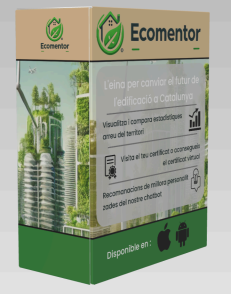 Ecomentor
Ecomentor
L'eina per canviar el futur de
l'edificació a Catalunya
Visualitza i compara estadístiques
arreu del territori
Visita el teu certificat o aconsegueix
el certificat virtual
Recomanacions de millora personalit
zades del nostre chatbot
Disponible en :